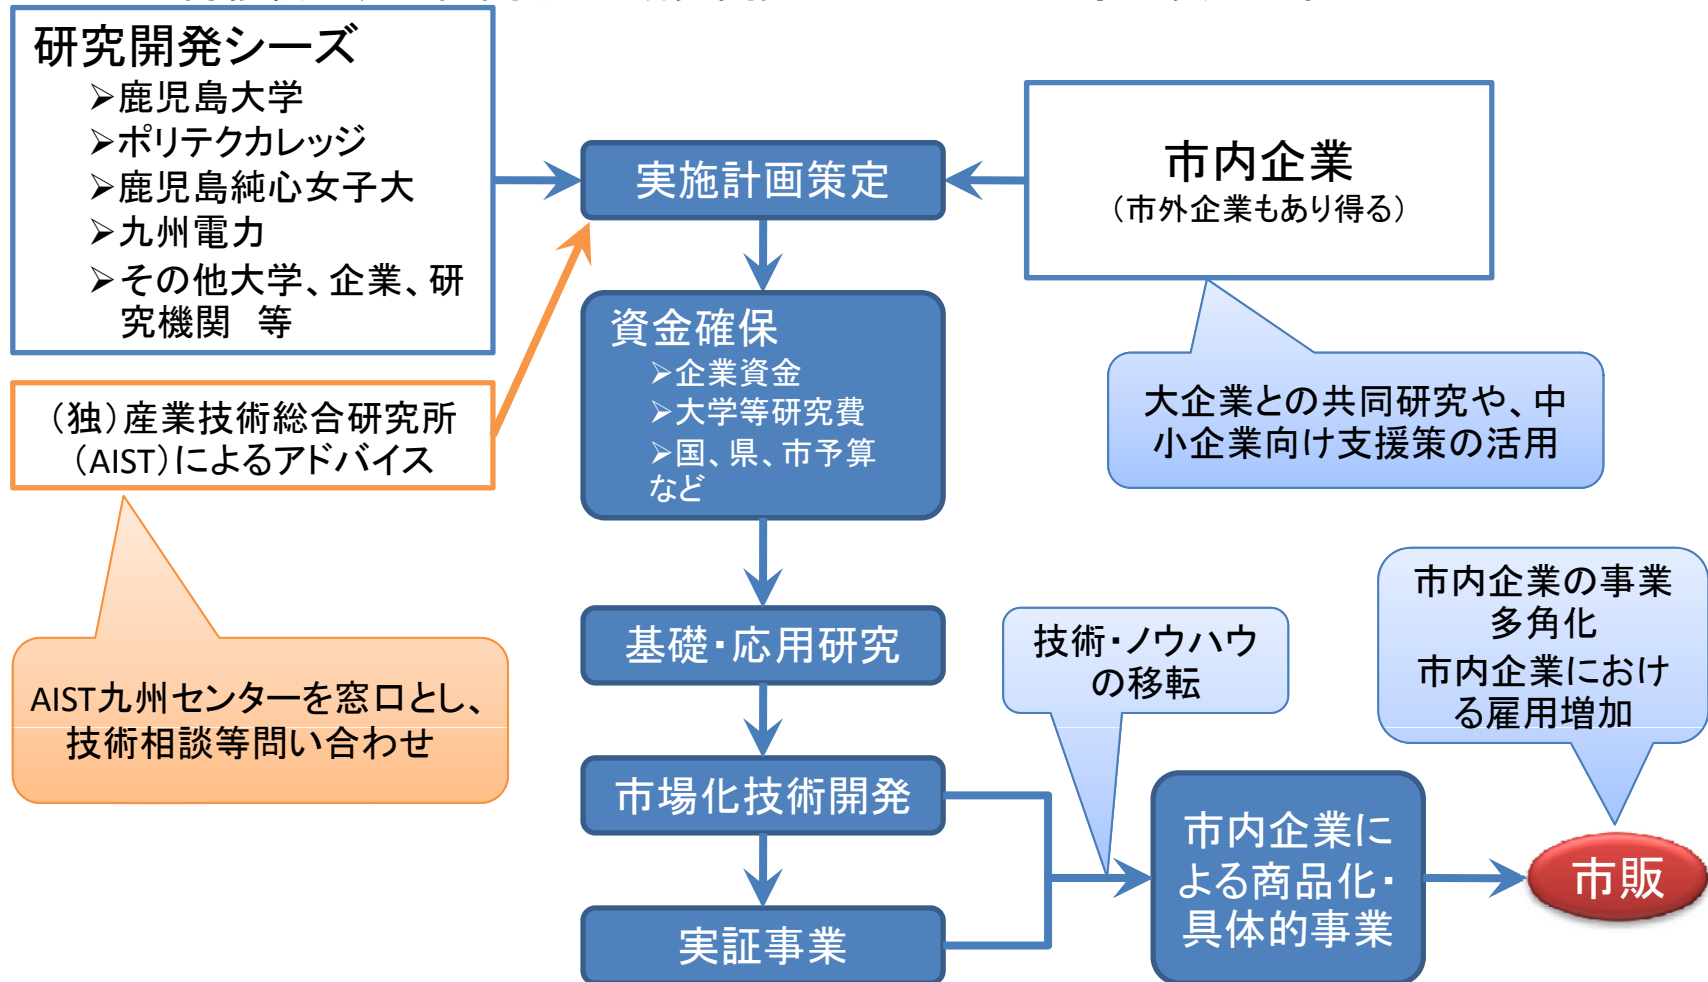 研究開発シーズ
➢鹿児島大学
➢ポリテクカレッジ
➢鹿児島純心女子大
➢九州電力
➢その他大学、企業、研
究機関　等
（独）産業技術総合研究所
（AIST）によるアドバイス
AIST九州センターを窓口とし、
技術相談等問い合わせ
実施計画策定
資金確保
➢企業資金
➢大学等研究費
➢国、県、市予算
など
基礎・応用研究
市場化技術開発
実証事業
市内企業
（市外企業もあり得る）
大企業との共同研究や、中
小企業向け支援策の活用
技術・ノウハウ
の移転
市内企業に
よる商品化・
具体的事業
市内企業の事業
多角化
市内企業におけ
る雇用増加
市販